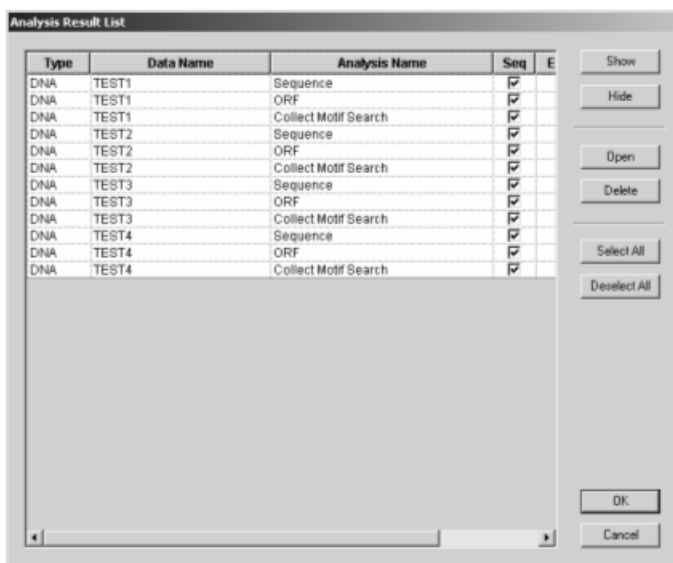 Analysis Result List
Type Data Name Analysis Name Seq E
DNA TEST1 Sequence
DNA TEST1 ORF
DNA TEST1 Collect Motif Search
DNA TEST2 Sequence
DNA TEST2 ORF
DNA TEST2 Collect Motif Search
DNA TEST3 Sequence
DNA TEST3 ORF
DNA TEST3 Collect Motif Search
DNA TEST4 Sequence
DNA TEST4 ORF
DNA TEST4 Collect Motif Search
Show
Hide
Open
Delete
Select All
Deselect All
OK
Cancel